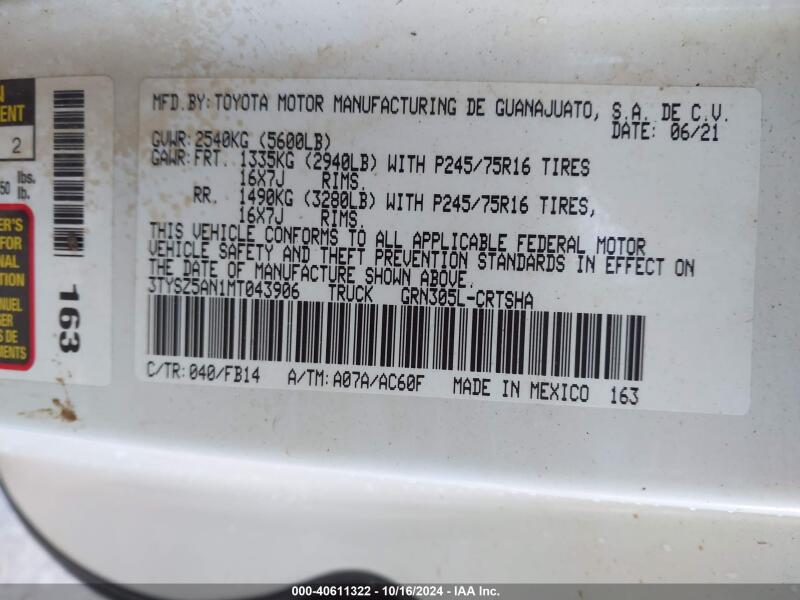 MFD.BY:TOYOTA MOTOR MANUFACTURING DE GUANAJUATO, S.A. DE C.V.
DATE: 06/21
GVWR:2540KG (5600LB)
GAWR:FRT. 1335KG (2940LB) WITH P245/75R16 TIRES
16X7J RIMS,
RR. 1490KG (3280LB) WITH P245/75R16 TIRES,
16X7J RIMS.
THIS VEHICLE CONFORMS TO ALL APPLICABLE FEDERAL MOTOR
VEHICLE SAFETY AND THEFT PREVENTION STANDARDS IN EFFECT ON
THE DATE OF MANUFACTURE SHOWN ABOVE.
3TYSZ5AN1MT043906 TRUCK GRN305L-CRTSHA
C/TR:040/FB14 A/TM:A07A/AC60F MADE IN MEXICO 163
2
lbs.
lb.
163
000-40611322 - 10/16/2024 - IAA Inc.